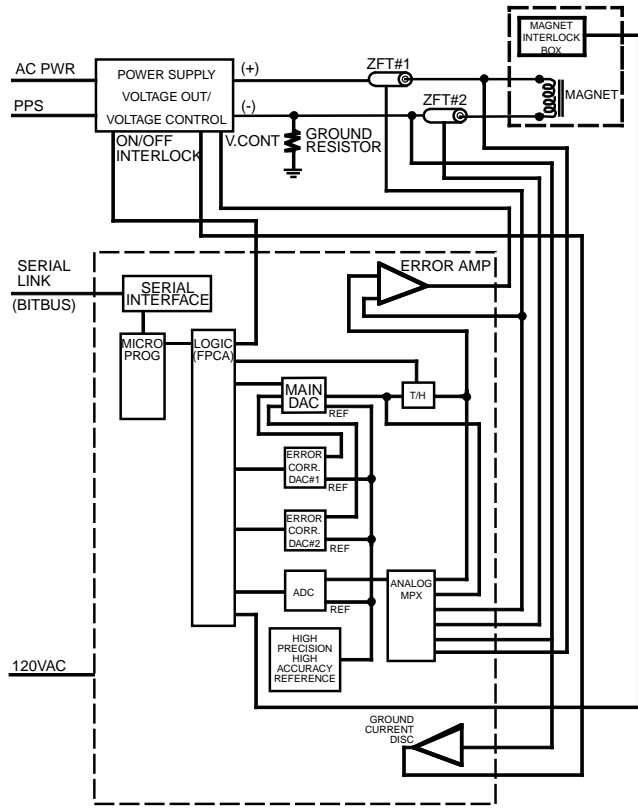 MAGNET
INTERLOCK
BOX
ZFT#1
AC PWR
POWER SUPPLY
VOLTAGE OUT/
VOLTAGE CONTROL
(+)
MAGNET
PPS
(-)
ZFT#2
ON/OFF
INTERLOCK
V.CONT
GROUND
RESISTOR
SERIAL
LINK
(BITBUS)
SERIAL
INTERFACE
ERROR AMP
MICRO
PROG
LOGIC
(FPCA)
MAIN
DAC
T/H
REF
ERROR
CORR.
DAC#1
REF
ERROR
CORR.
DAC#2
REF
ADC
ANALOG
MPX
REF
HIGH
PRECISION
HIGH
ACCURACY
REFERENCE
120VAC
GROUND
CURRENT
DISC